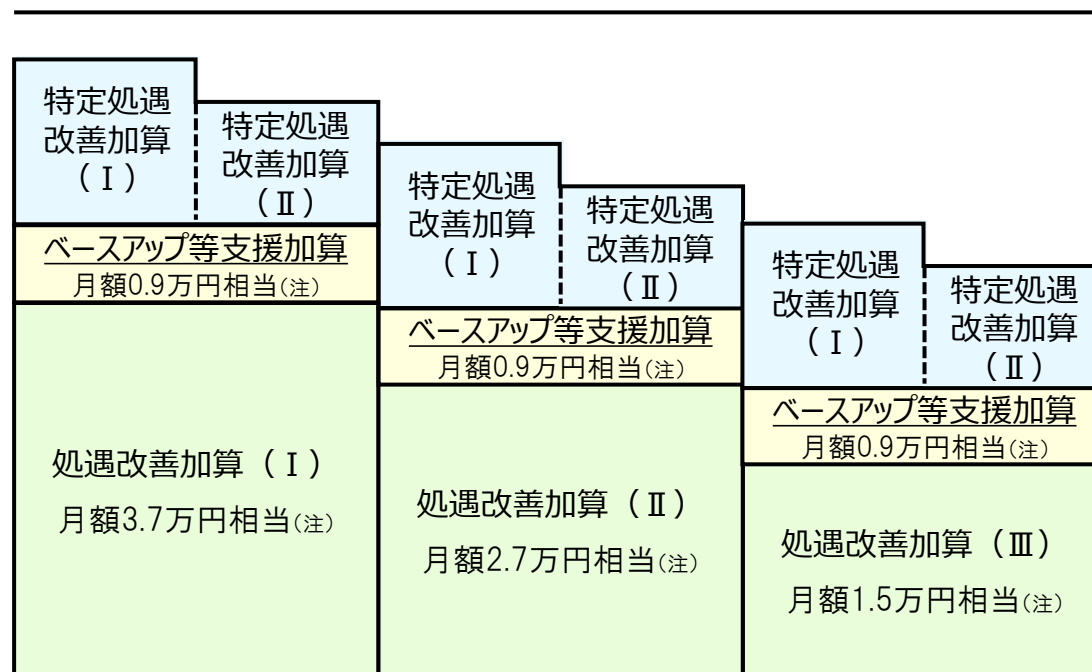 特定処遇
改善加算
（Ⅰ）
特定処遇
改善加算
（Ⅱ）
ベースアップ等支援加算
月額0.9万円相当(注)
処遇改善加算（Ⅰ）
月額3.7万円相当(注)
特定処遇
改善加算
（Ⅰ）
特定処遇
改善加算
（Ⅱ）
ベースアップ等支援加算
月額0.9万円相当(注)
処遇改善加算（Ⅱ）
月額2.7万円相当(注)
特定処遇
改善加算
（Ⅰ）
特定処遇
改善加算
（Ⅱ）
ベースアップ等支援加算
月額0.9万円相当(注)
処遇改善加算（Ⅲ）
月額1.5万円相当(注)